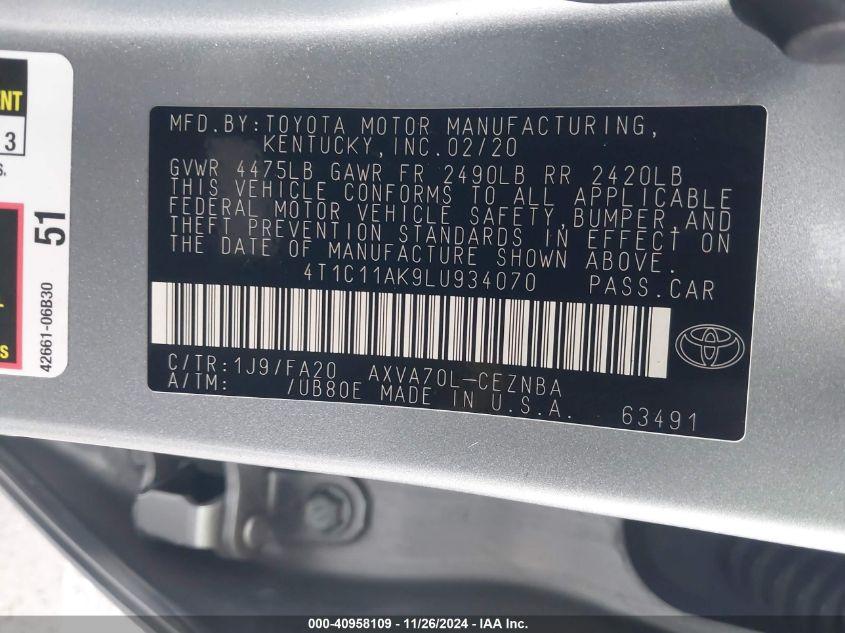 MFD.BY:TOYOTA MOTOR MANUFACTURING,
KENTUCKY, INC.02/20
GVWR 4475LB GAWR FR 2490LB RR 2420LB
THIS VEHICLE CONFORMS TO ALL APPLICABLE
FEDERAL MOTOR VEHICLE SAFETY,BUMPER,AND
THEFT PREVENTION STANDARDS IN EFFECT ON
THE DATE OF MANUFACTURE SHOWN ABOVE.
4T1C11AK9LU934070 PASS.CAR
C/TR:1J9/FA20 AXVA70L-CEZNBA
A/TM: /UB80E MADE IN U.S.A.
63491
ENT
3
s.
51
42661-06B30
s
000-40958109 - 11/26/2024 - IAA Inc.